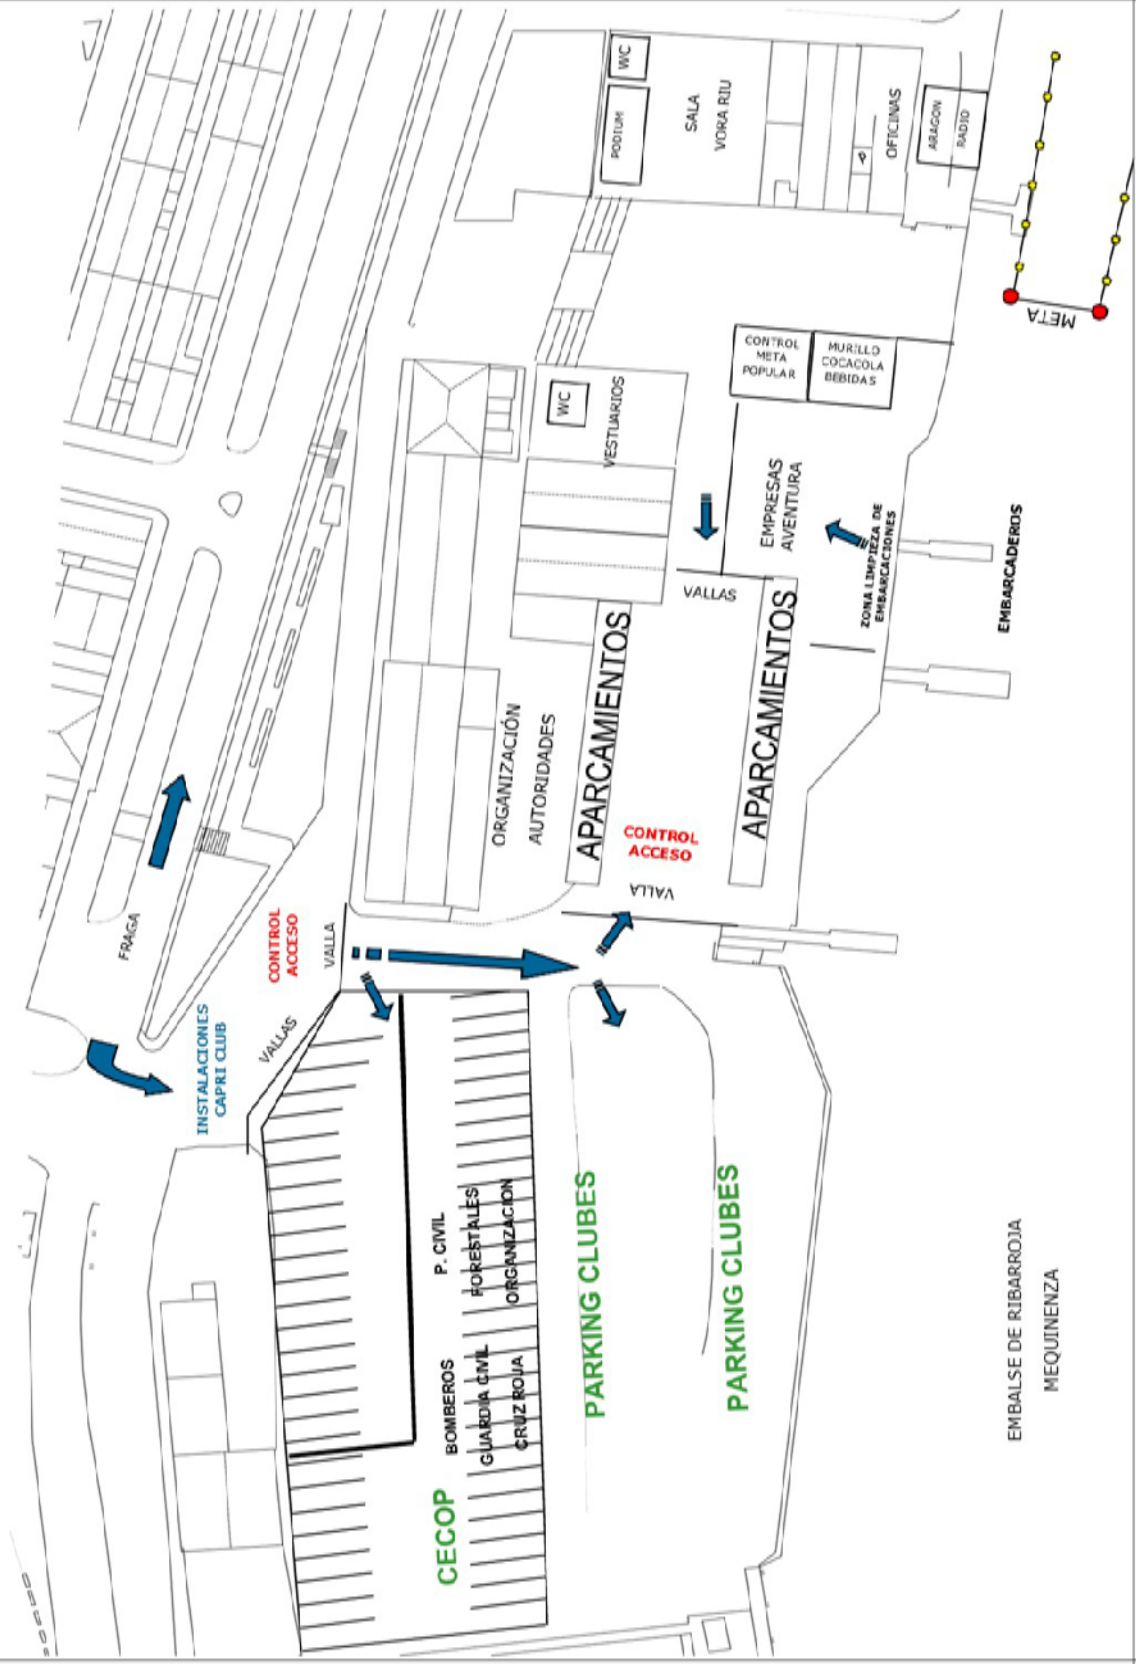 WC
PODIUM
SALA
VORA RIU
OFICINAS
ARAGON
RADIO
META
CONTROL
META
POPULAR
MURILLO
COCACOLA
BEBIDAS
WC
VESTUARIOS
EMPRESAS
AVENTURA
ZONA LIMPIEZA DE
EMBARCACIONES
EMBARCADEROS
VALLAS
APARCAMIENTOS
APARCAMIENTOS
ORGANIZACIÓN
AUTORIDADES
CONTROL
ACCESO
VALLA
FRAGA
CONTROL
ACCESO
VALLA
VALLAS
INSTALACIONES
CAPRI CLUB
P. CIVIL
FORESTALES
ORGANIZACION
BOMBEROS
GUARDIA CIVIL
CRUZ ROJA
CECOP
PARKING CLUBES
PARKING CLUBES
EMBALSE DE RIBARROJA
MEQUINENZA